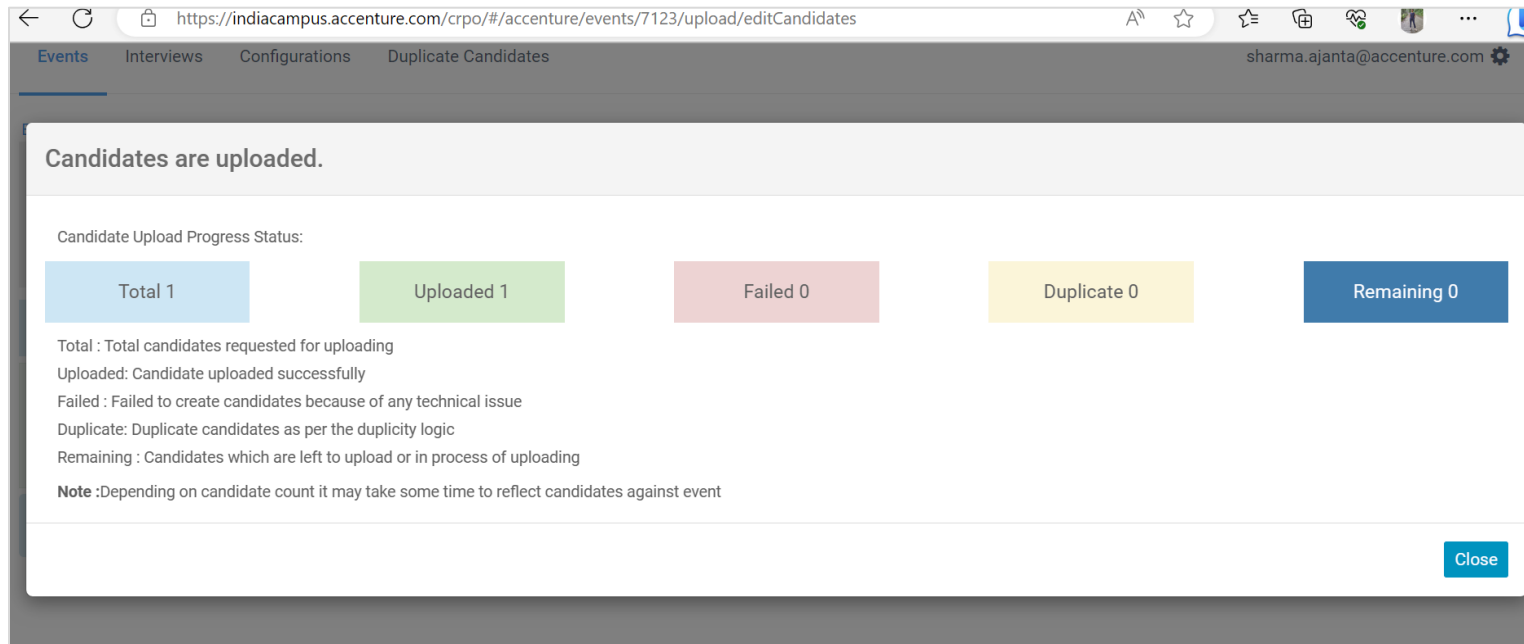 https://indiacampus.accenture.com/crpo/#/accenture/events/7123/upload/editCandidates
Events Interviews Configurations Duplicate Candidates sharma.ajanta@accenture.com
Candidates are uploaded.
Candidate Upload Progress Status:
Total 1 Uploaded 1 Failed 0 Duplicate 0 Remaining 0
Total : Total candidates requested for uploading
Uploaded: Candidate uploaded successfully
Failed : Failed to create candidates because of any technical issue
Duplicate: Duplicate candidates as per the duplicity logic
Remaining : Candidates which are left to upload or in process of uploading
Note :Depending on candidate count it may take some time to reflect candidates against event
Close